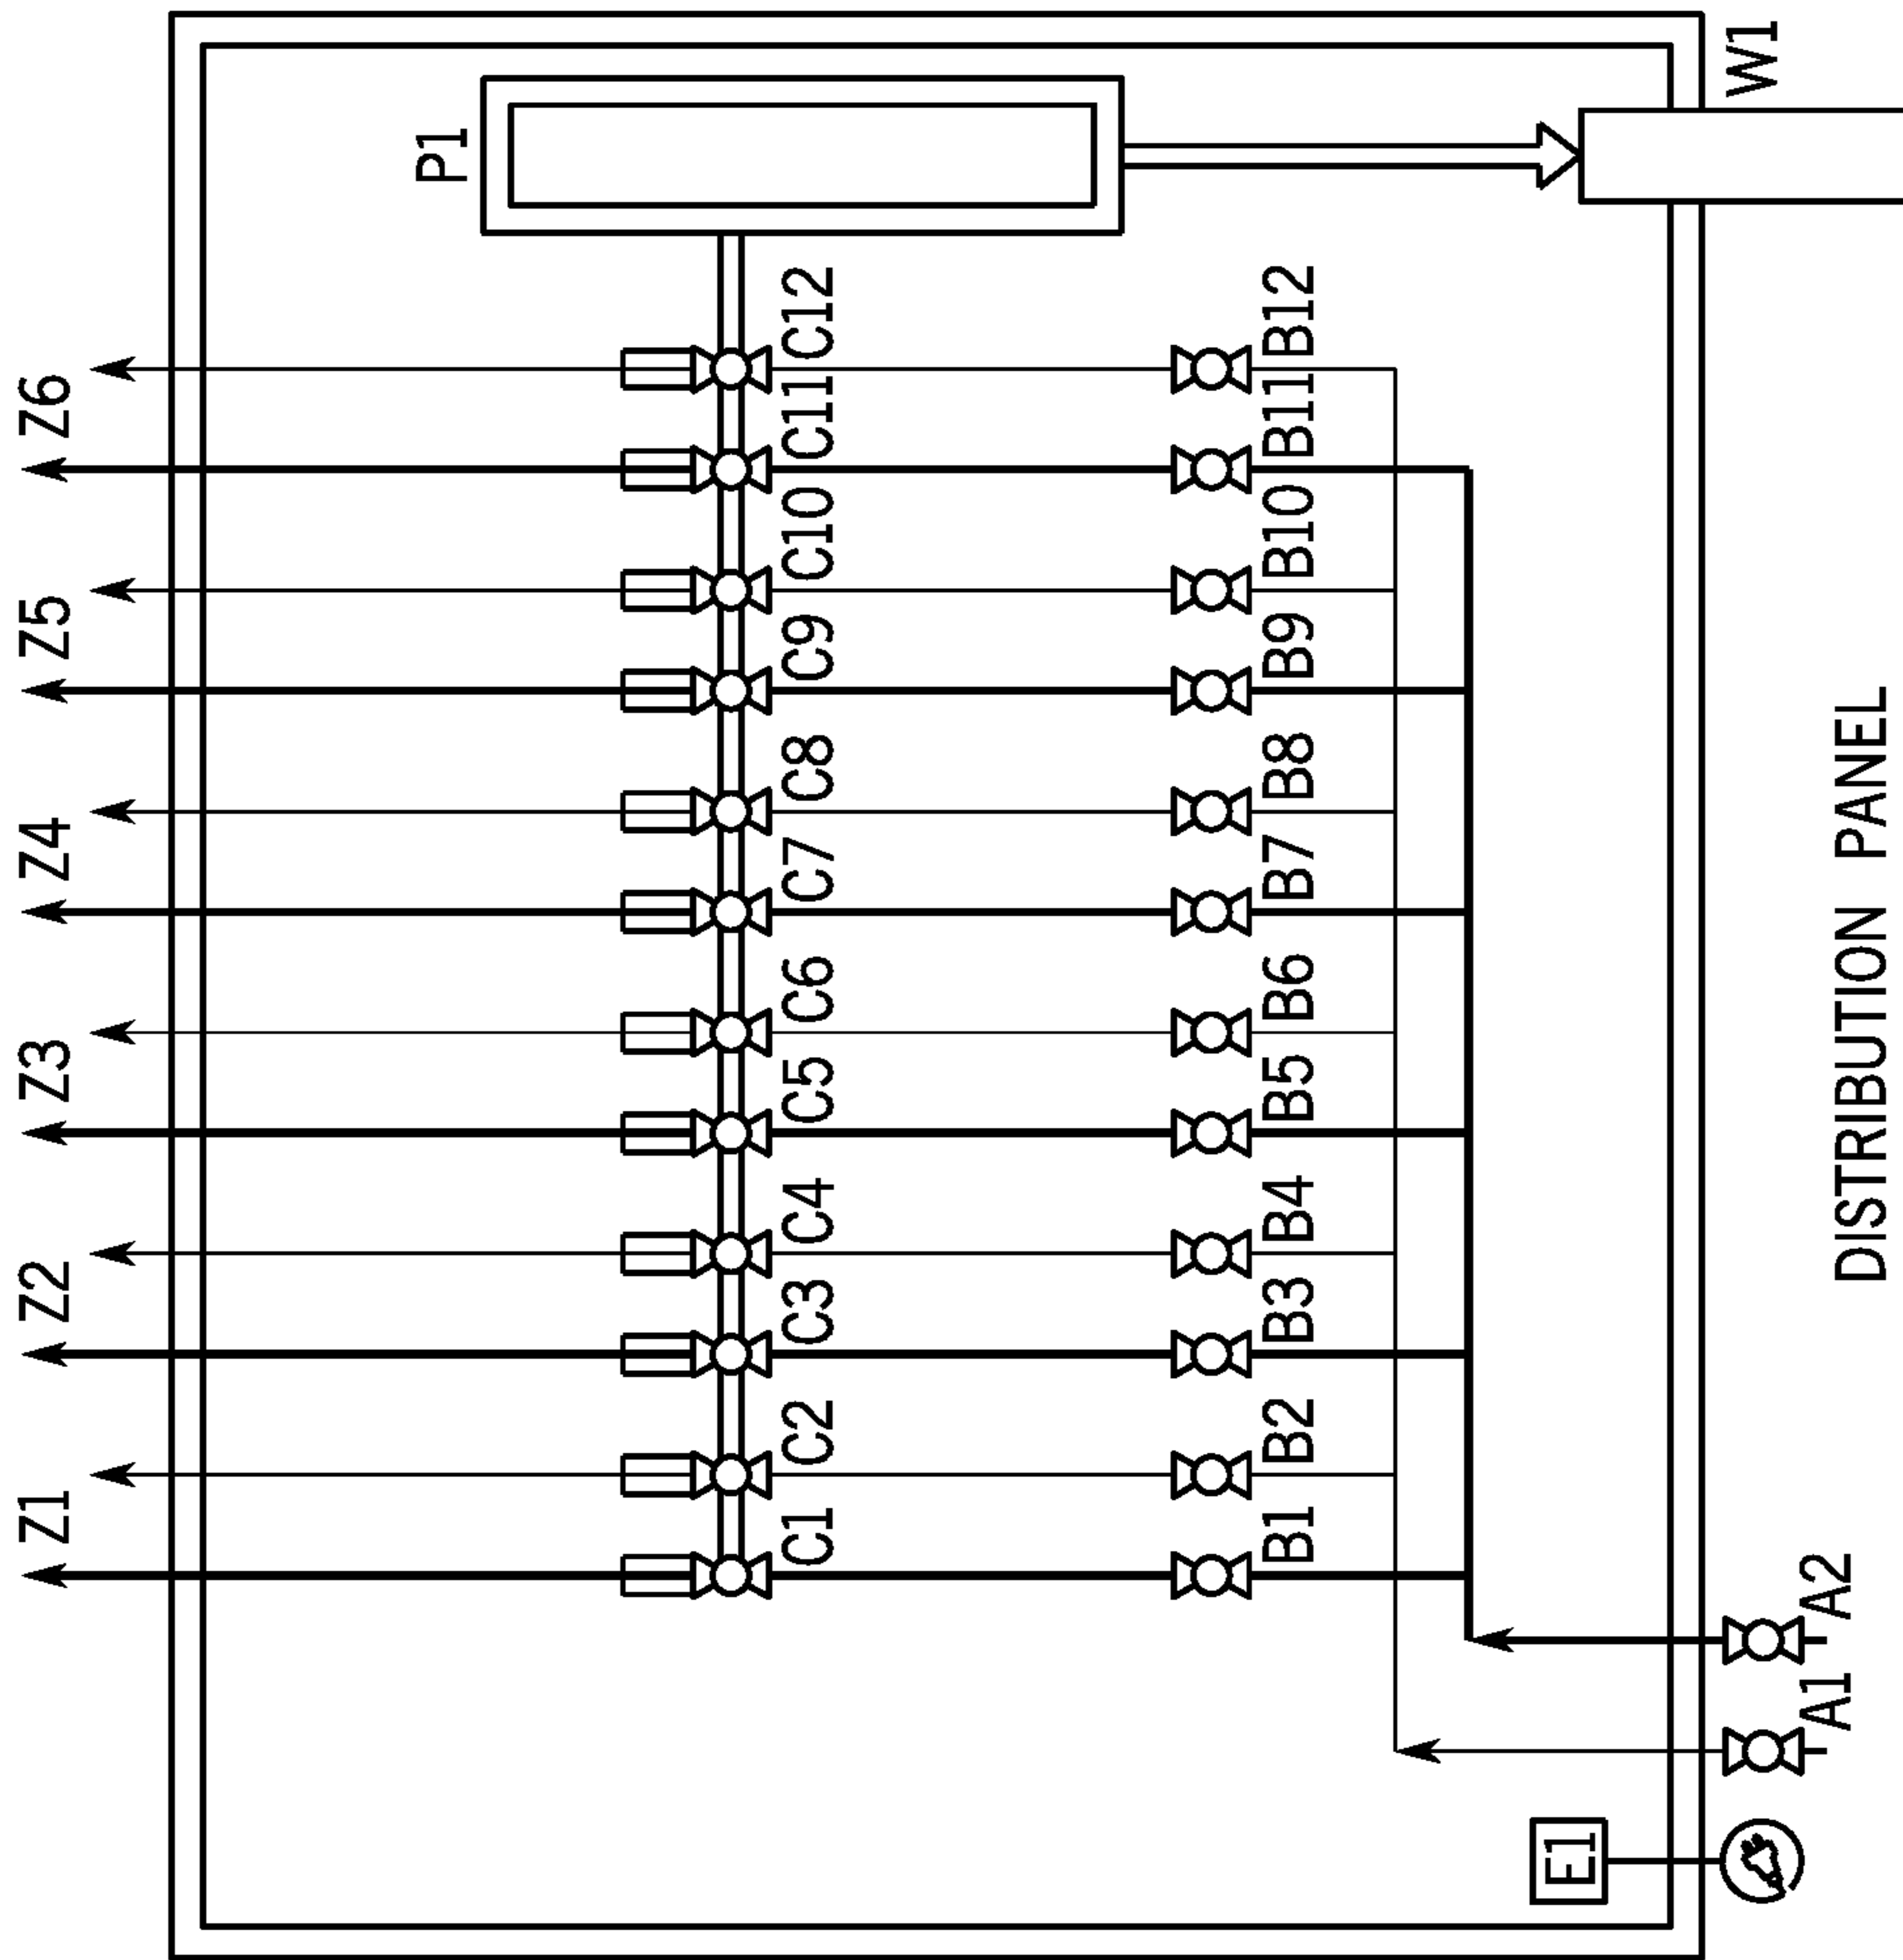 Z1 Z2 Z3 Z4 Z5 Z6
P1
C1 C2 C3 C4 C5 C6 C7 C8 C9 C10 C11 C12
B1 B2 B3 B4 B5 B6 B7 B8 B9 B10 B11 B12
E1
A1 A2
W1
DISTRIBUTION PANEL